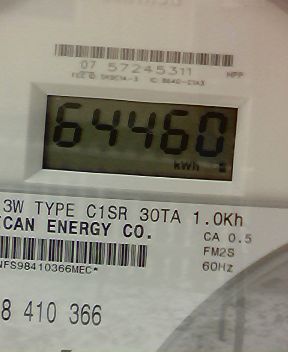 07 57245311 HPP
64460
kWh
3W TYPE C1SR 30TA 1.0Kh
CAN ENERGY CO. CA 0.5
FM2S
NFS98410366MEC* 60Hz
8 410 366